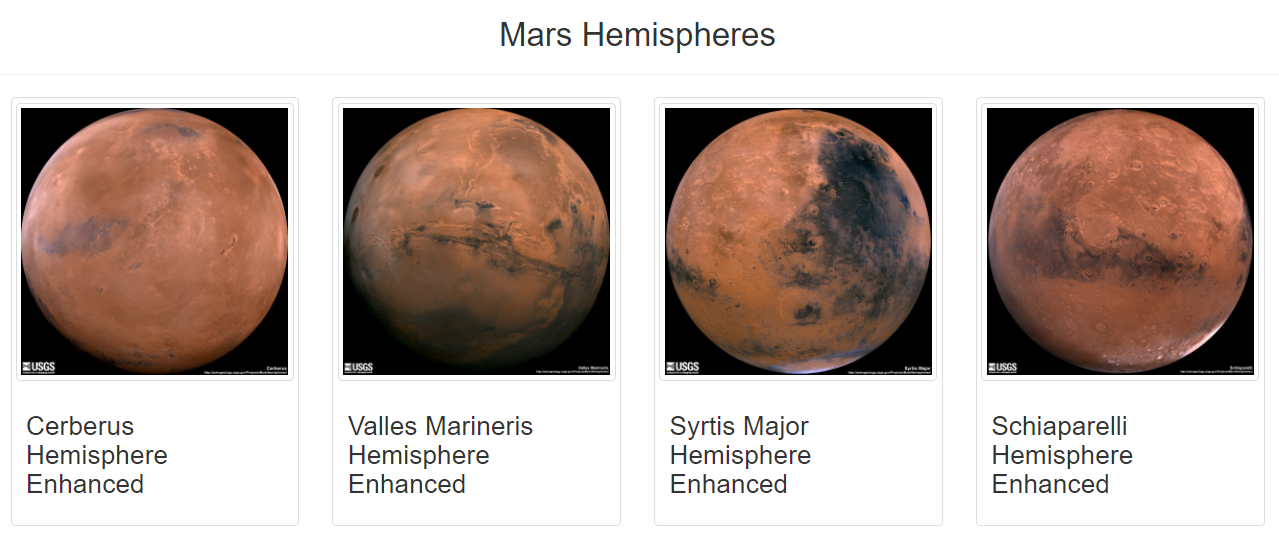 Mars Hemispheres
USGS
Cerberus
USGS
Valles Marineris
USGS
Syrtis Major
USGS
Schiaparelli
Cerberus
Hemisphere
Enhanced
Valles Marineris
Hemisphere
Enhanced
Syrtis Major
Hemisphere
Enhanced
Schiaparelli
Hemisphere
Enhanced